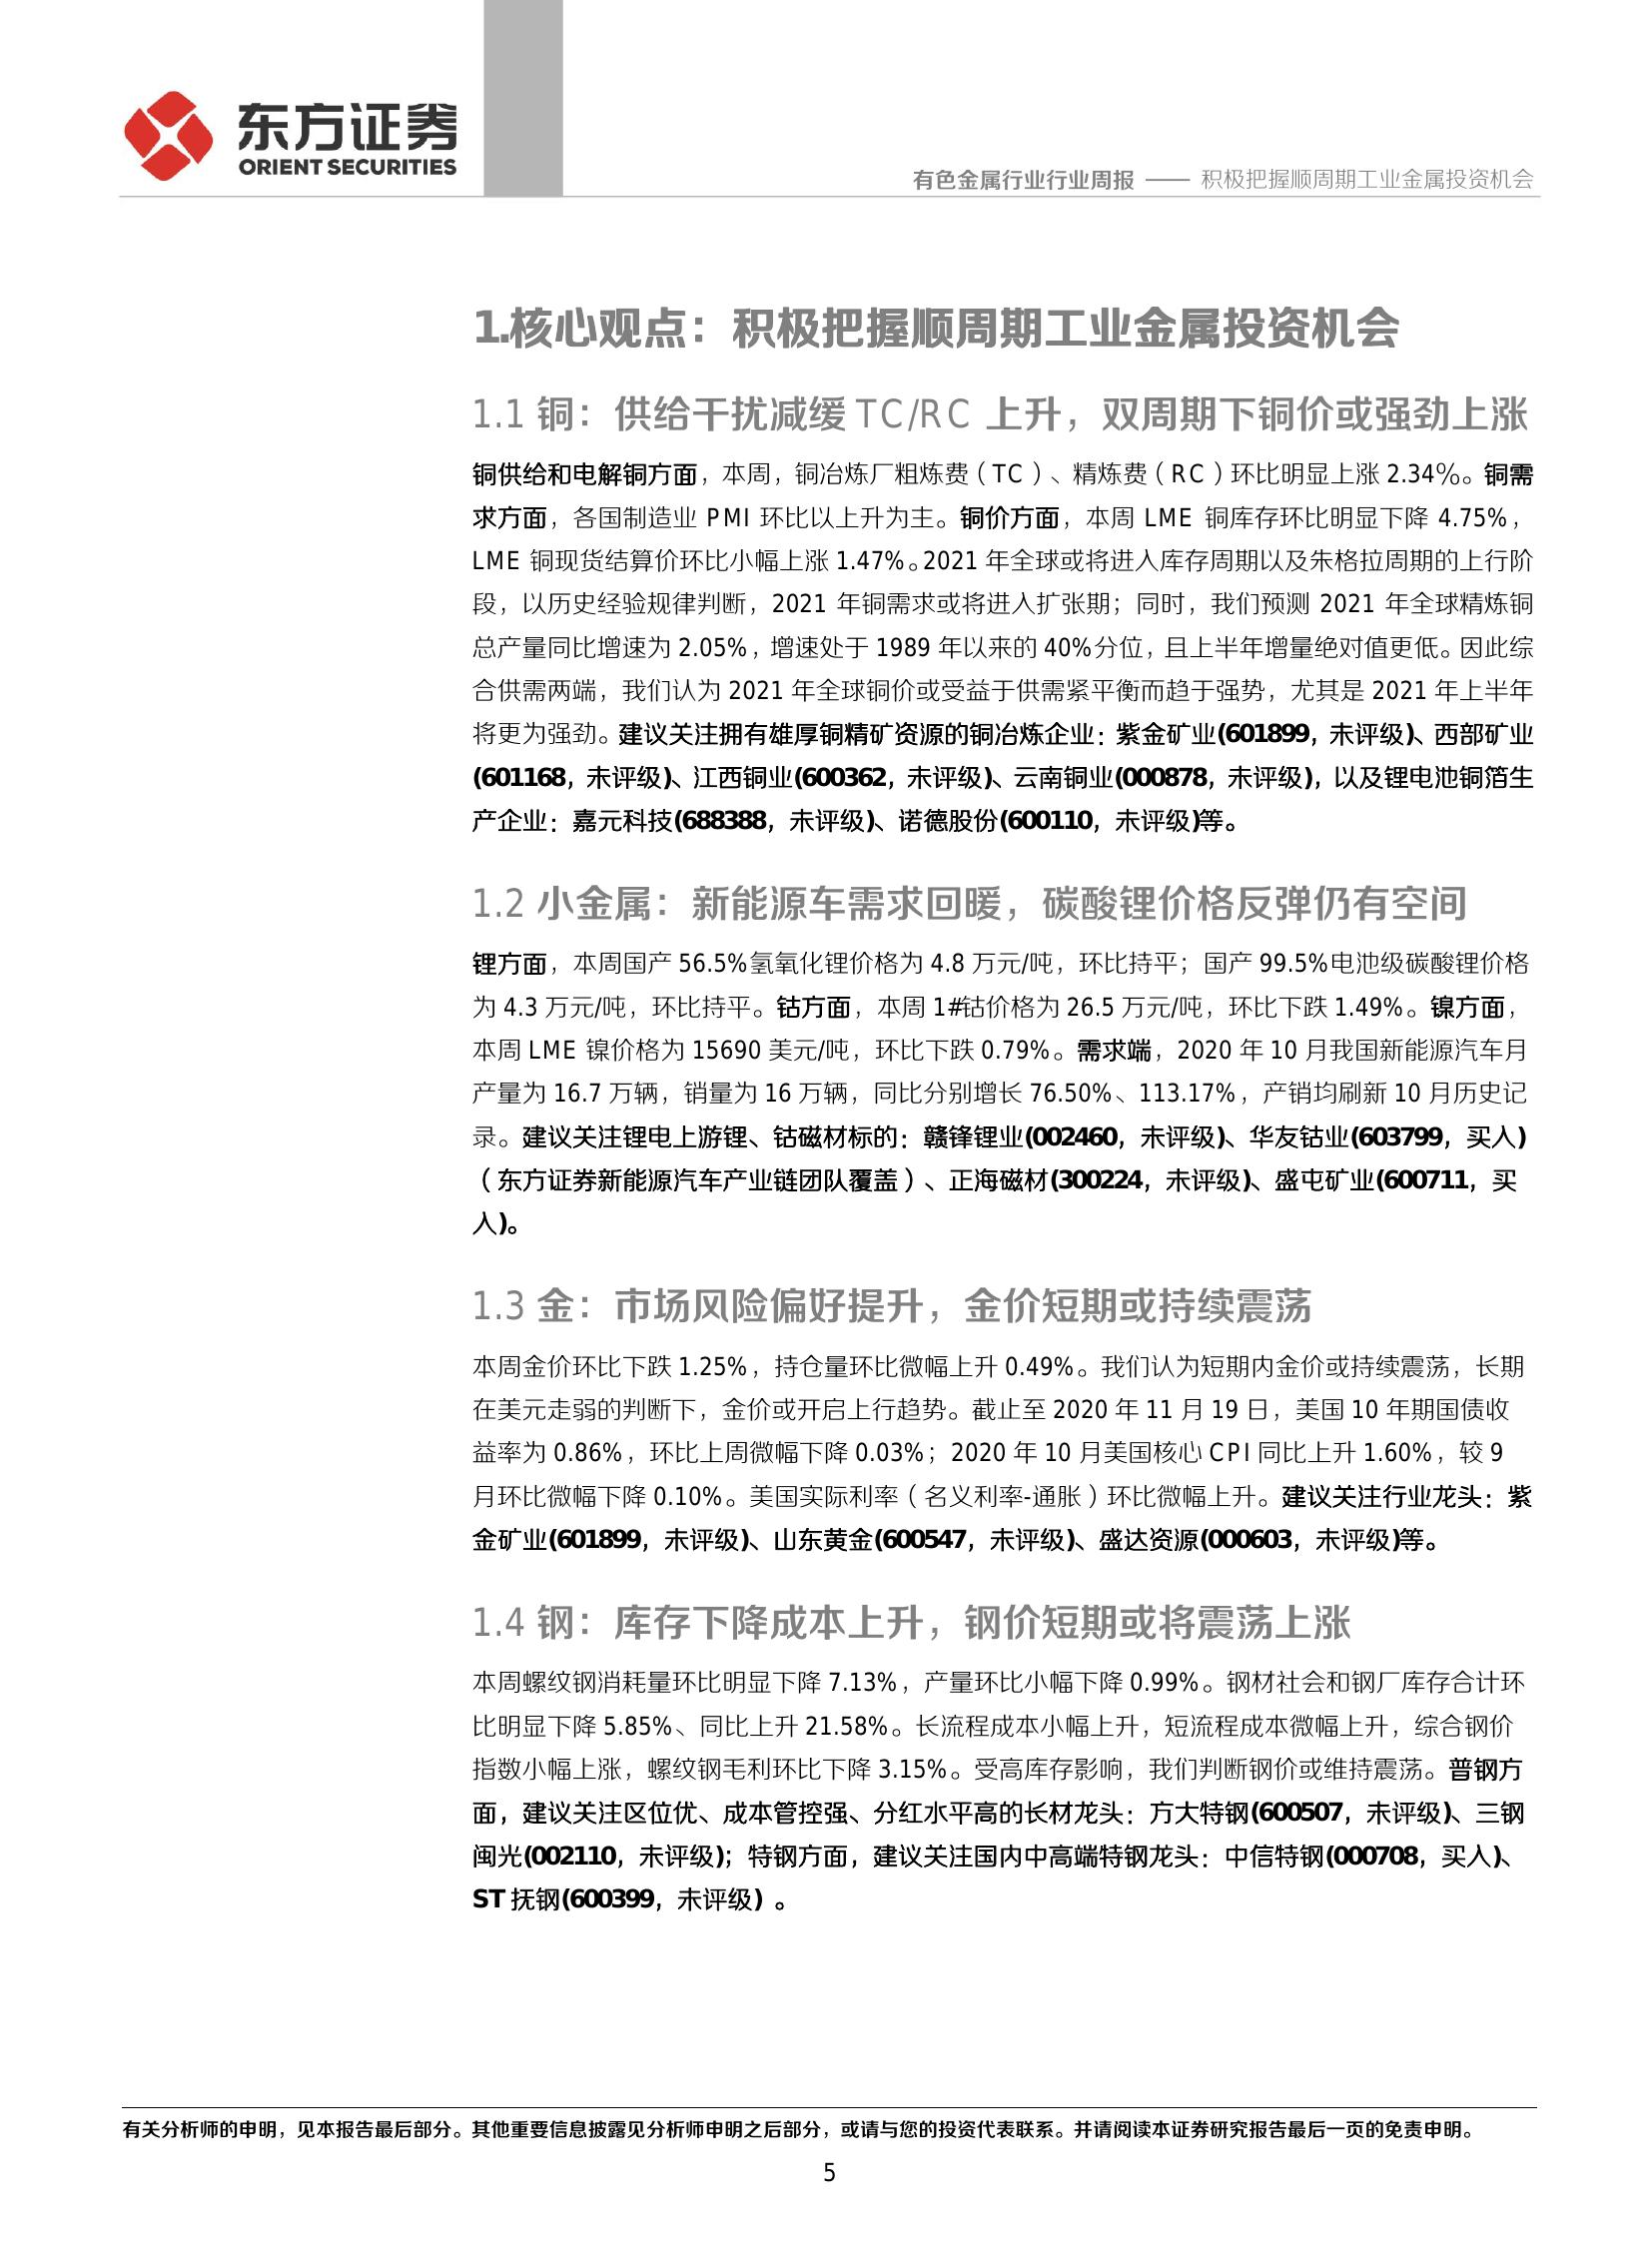 东方证券
ORIENT SECURITIES
有色金属行业行业周报 —— 积极把握顺周期工业金属投资机会
1.核心观点：积极把握顺周期工业金属投资机会
1.1 铜：供给干扰减缓 TC/RC 上升，双周期下铜价或强劲上涨
铜供给和电解铜方面，本周，铜冶炼厂粗炼费（TC）、精炼费（RC）环比明显上涨 2.34%。铜需
求方面，各国制造业 PMI 环比以上升为主。铜价方面，本周 LME 铜库存环比明显下降 4.75%，
LME 铜现货结算价环比小幅上涨 1.47%。2021 年全球或将进入库存周期以及朱格拉周期的上行阶
段，以历史经验规律判断，2021 年铜需求或将进入扩张期；同时，我们预测 2021 年全球精炼铜
总产量同比增速为 2.05%，增速处于 1989 年以来的 40%分位，且上半年增量绝对值更低。因此综
合供需两端，我们认为 2021 年全球铜价或受益于供需紧平衡而趋于强势，尤其是 2021 年上半年
将更为强劲。建议关注拥有雄厚铜精矿资源的铜冶炼企业：紫金矿业(601899，未评级)、西部矿业
(601168，未评级)、江西铜业(600362，未评级)、云南铜业(000878，未评级)，以及锂电池铜箔生
产企业：嘉元科技(688388，未评级)、诺德股份(600110，未评级)等。
1.2 小金属：新能源车需求回暖，碳酸锂价格反弹仍有空间
锂方面，本周国产 56.5%氢氧化锂价格为 4.8 万元/吨，环比持平；国产 99.5%电池级碳酸锂价格
为 4.3 万元/吨，环比持平。钴方面，本周 1#钴价格为 26.5 万元/吨，环比下跌 1.49%。镍方面，
本周 LME 镍价格为 15690 美元/吨，环比下跌 0.79%。需求端，2020 年 10 月我国新能源汽车月
产量为 16.7 万辆，销量为 16 万辆，同比分别增长 76.50%、113.17%，产销均刷新 10 月历史记
录。建议关注锂电上游锂、钴磁材标的：赣锋锂业(002460，未评级)、华友钴业(603799，买入)
（东方证券新能源汽车产业链团队覆盖）、正海磁材(300224，未评级)、盛屯矿业(600711，买
入)。
1.3 金：市场风险偏好提升，金价短期或持续震荡
本周金价环比下跌 1.25%，持仓量环比微幅上升 0.49%。我们认为短期内金价或持续震荡，长期
在美元走弱的判断下，金价或开启上行趋势。截止至 2020 年 11 月 19 日，美国 10 年期国债收
益率为 0.86%，环比上周微幅下降 0.03%；2020 年 10 月美国核心 CPI 同比上升 1.60%，较 9
月环比微幅下降 0.10%。美国实际利率（名义利率-通胀）环比微幅上升。建议关注行业龙头：紫
金矿业(601899，未评级)、山东黄金(600547，未评级)、盛达资源(000603，未评级)等。
1.4 钢：库存下降成本上升，钢价短期或将震荡上涨
本周螺纹钢消耗量环比明显下降 7.13%，产量环比小幅下降 0.99%。钢材社会和钢厂库存合计环
比明显下降 5.85%、同比上升 21.58%。长流程成本小幅上升，短流程成本微幅上升，综合钢价
指数小幅上涨，螺纹钢毛利环比下降 3.15%。受高库存影响，我们判断钢价或维持震荡。普钢方
面，建议关注区位优、成本管控强、分红水平高的长材龙头：方大特钢(600507，未评级)、三钢
闽光(002110，未评级)；特钢方面，建议关注国内中高端特钢龙头：中信特钢(000708，买入)、
ST 抚钢(600399，未评级) 。
有关分析师的申明，见本报告最后部分。其他重要信息披露见分析师申明之后部分，或请与您的投资代表联系。并请阅读本证券研究报告最后一页的免责申明。
5